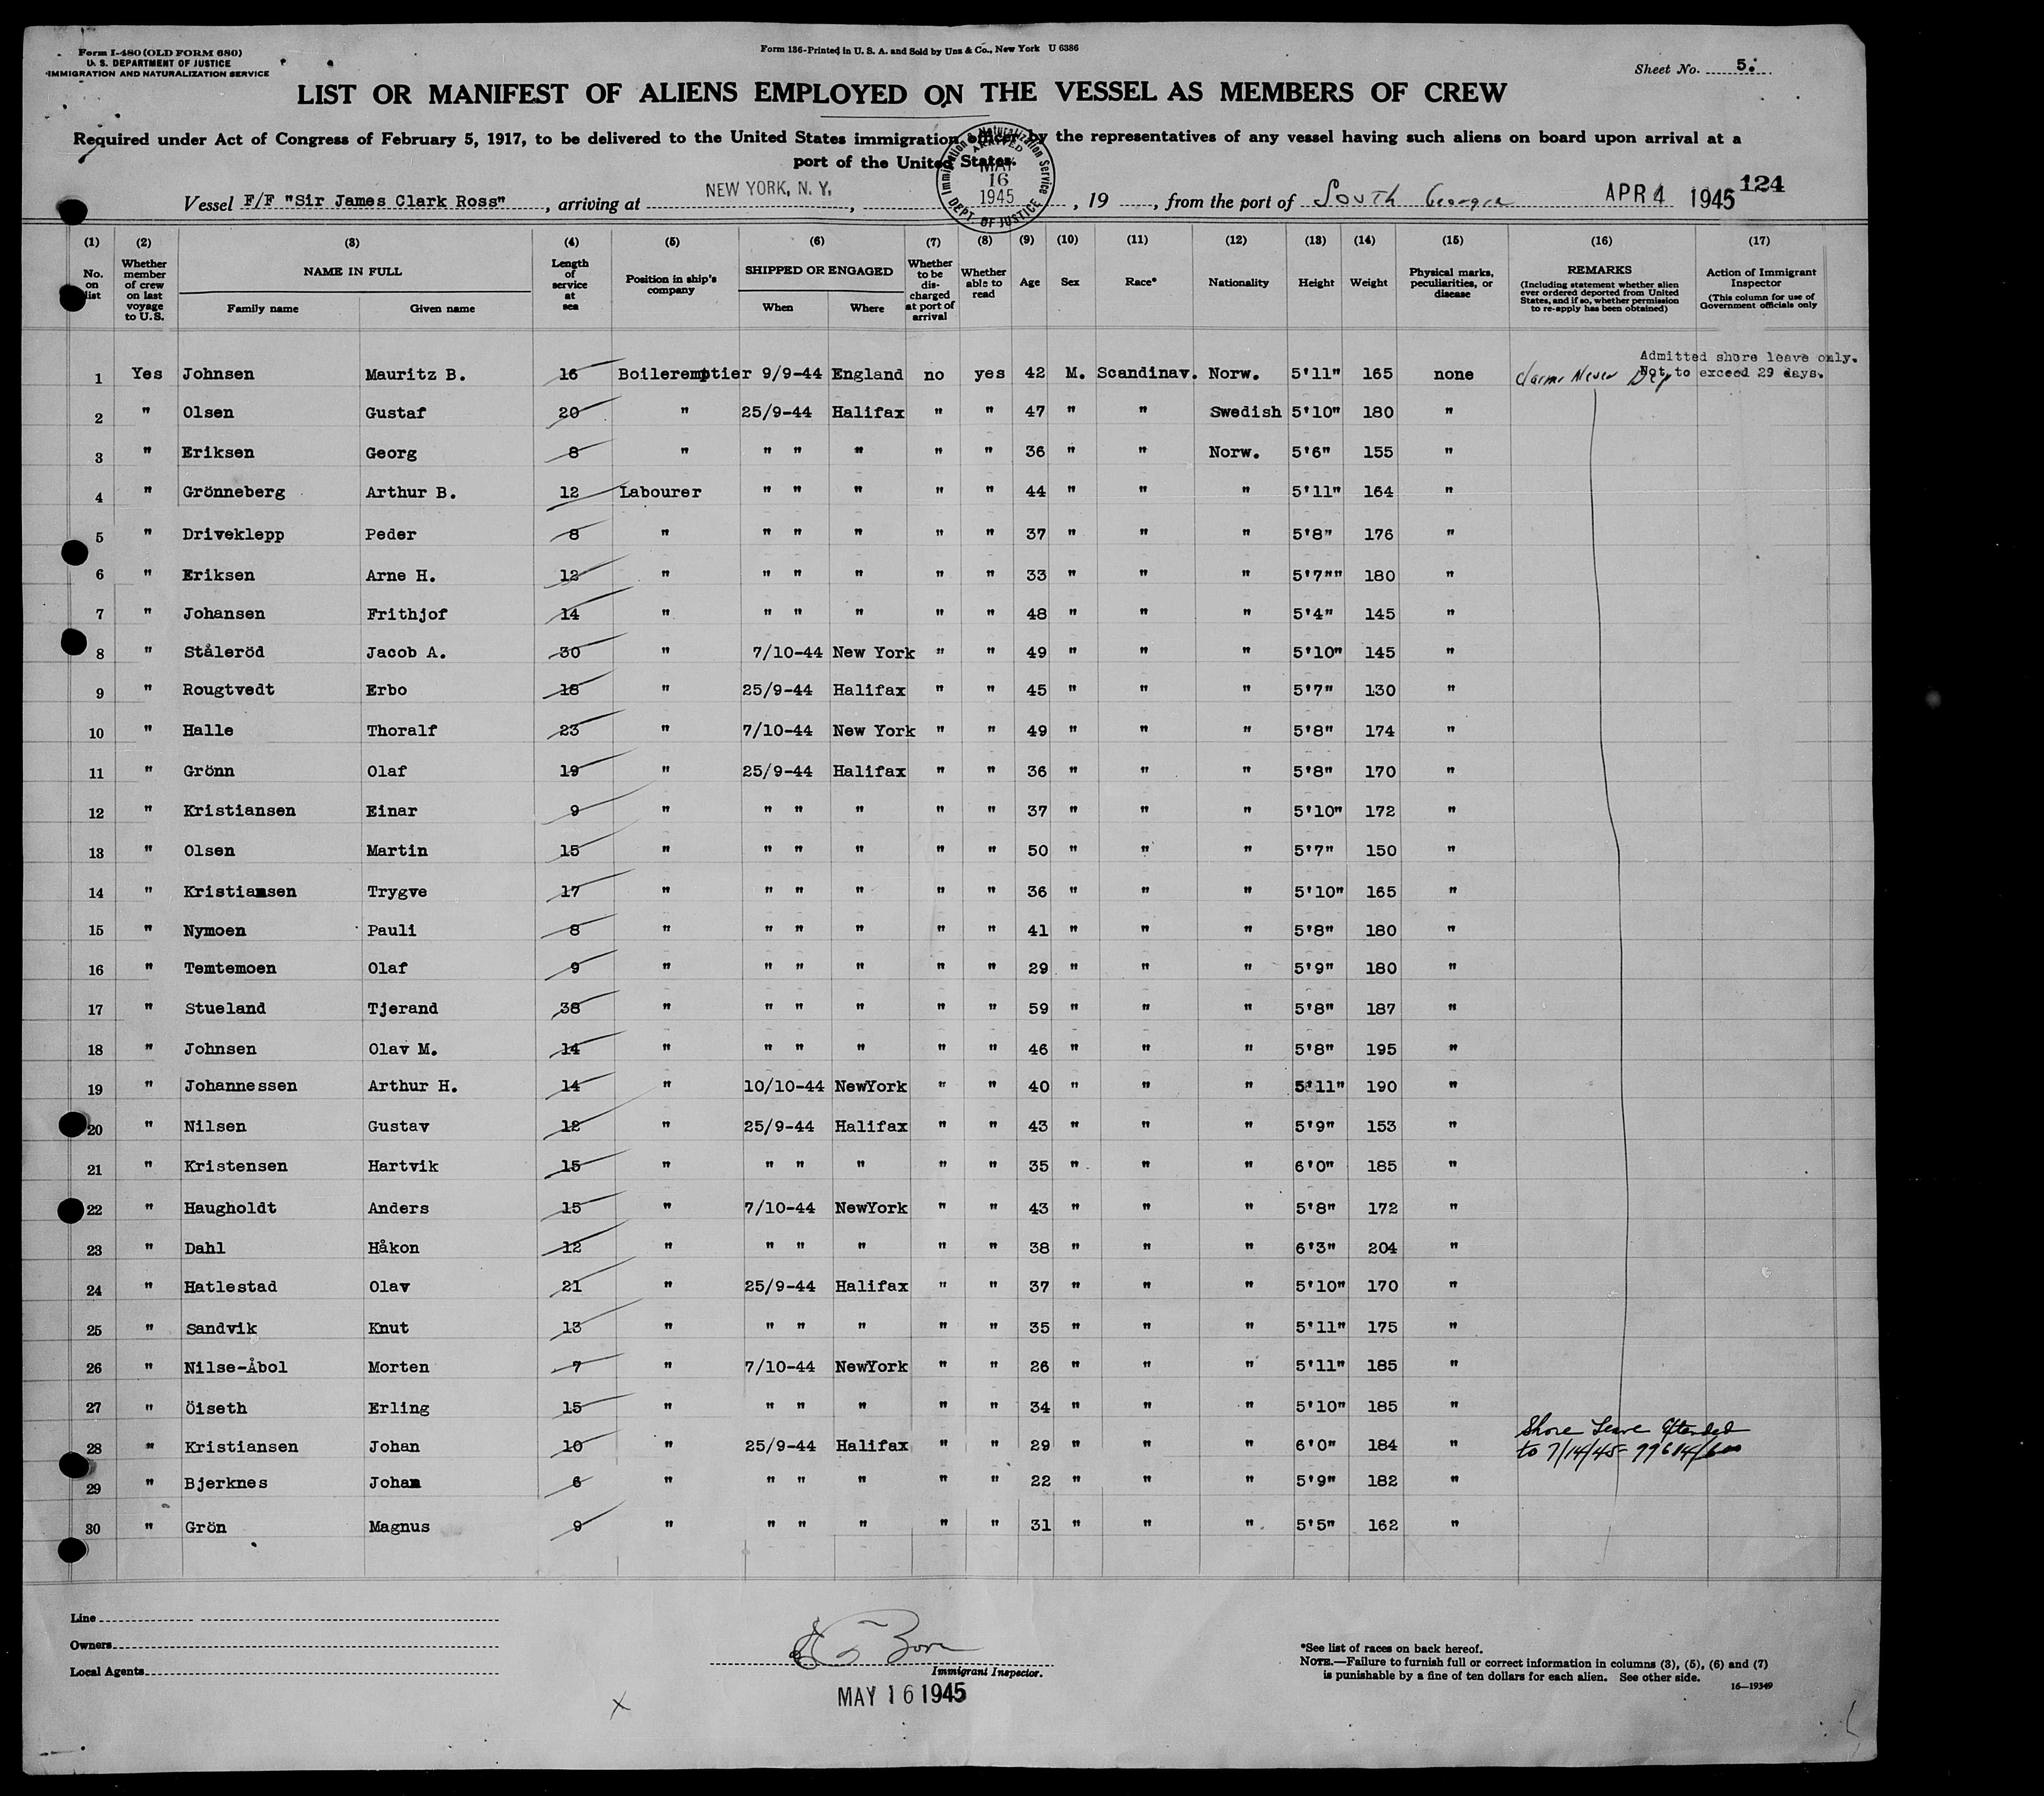 Form I-480 (OLD FORM 680)
U. S. DEPARTMENT OF JUSTICE
IMMIGRATION AND NATURALIZATION SERVICE
Form 136-Printed in U. S. A. and Sold by Unz & Co., New York U 6386
Sheet No. 5.
LIST OR MANIFEST OF ALIENS EMPLOYED ON THE VESSEL AS MEMBERS OF CREW
Required under Act of Congress of February 5, 1917, to be delivered to the United States immigration officer by the representatives of any vessel having such aliens on board upon arrival at a
port of the United States.
Immigration & Naturalization Service ARRIVED MAY 16 1945 DEPT. OF JUSTICE
Vessel F/F "Sir James Clark Ross", arriving at NEW YORK, N. Y., , 19 , from the port of South Georgia APR 4 1945 124
(1) (2) (3) (4) (5) (6) (7) (8) (9) (10) (11) (12) (13) (14) (15) (16) (17)
No. on list Whether member of crew on last voyage to U.S. NAME IN FULL Family name Given name Length of service at sea Position in ship's company SHIPPED OR ENGAGED When Where Whether to be discharged at port of arrival Whether able to read Age Sex Race* Nationality Height Weight Physical marks, peculiarities, or disease REMARKS (Including statement whether alien ever ordered deported from United States, and if so, whether permission to re-apply has been obtained) Action of Immigrant Inspector (This column for use of Government officials only
Admitted shore leave only.
Not to exceed 29 days.
1 Yes Johnsen Mauritz B. 16 Boileremptier 9/9-44 England no yes 42 M. Scandinav. Norw. 5'11" 165 none Never Dep
2 " Olsen Gustaf 20 " 25/9-44 Halifax " " 47 " " Swedish 5'10" 180 "
3 " Eriksen Georg 8 " " " " " " 36 " " Norw. 5'6" 155 "
4 " Grönneberg Arthur B. 12 Labourer " " " " " 44 " " " 5'11" 164 "
5 " Driveklepp Peder 8 " " " " " " 37 " " " 5'8" 176 "
6 " Eriksen Arne H. 12 " " " " " " 33 " " " 5'7"" 180 "
7 " Johansen Frithjof 14 " " " " " " 48 " " " 5'4" 145 "
8 " Ståleröd Jacob A. 30 " 7/10-44 New York " " 49 " " " 5'10" 145 "
9 " Rougtvedt Erbo 18 " 25/9-44 Halifax " " 45 " " " 5'7" 130 "
10 " Halle Thoralf 23 " 7/10-44 New York " " 49 " " " 5'8" 174 "
11 " Grönn Olaf 19 " 25/9-44 Halifax " " 36 " " " 5'8" 170 "
12 " Kristiansen Einar 9 " " " " " " 37 " " " 5'10" 172 "
13 " Olsen Martin 15 " " " " " " 50 " " " 5'7" 150 "
14 " Kristiansen Trygve 17 " " " " " " 36 " " " 5'10" 165 "
15 " Nymoen Pauli 8 " " " " " " 41 " " " 5'8" 180 "
16 " Temtemoen Olaf 9 " " " " " " 29 " " " 5'9" 180 "
17 " Stueland Tjerand 38 " " " " " " 59 " " " 5'8" 187 "
18 " Johnsen Olav M. 14 " " " " " " 46 " " " 5'8" 195 "
19 " Johannessen Arthur H. 14 " 10/10-44 NewYork " " 40 " " " 5'11" 190 "
20 " Nilsen Gustav 12 " 25/9-44 Halifax " " 43 " " " 5'9" 153 "
21 " Kristensen Hartvik 15 " " " " " " 35 " " " 6'0" 185 "
22 " Haugholdt Anders 15 " 7/10-44 NewYork " " 43 " " " 5'8" 172 "
23 " Dahl Håkon 12 " " " " " " 38 " " " 6'3" 204 "
24 " Hatlestad Olav 21 " 25/9-44 Halifax " " 37 " " " 5'10" 170 "
25 " Sandvik Knut 13 " " " " " " 35 " " " 5'11" 175 "
26 " Nilse-Åbol Morten 7 " 7/10-44 NewYork " " 26 " " " 5'11" 185 "
27 " Öiseth Erling 15 " " " " " " 34 " " " 5'10" 185 "
28 " Kristiansen Johan 10 " 25/9-44 Halifax " " 29 " " " 6'0" 184 " Shore Leave Extended
to 7/14/45
29 " Bjerknes Johan 6 " " " " " " 22 " " " 5'9" 182 "
30 " Grön Magnus 9 " " " " " " 31 " " " 5'5" 162 "
Line
Owners
Local Agents
Immigrant Inspector.
MAY 16 1945
*See list of races on back hereof.
NOTE.—Failure to furnish full or correct information in columns (3), (5), (6) and (7)
is punishable by a fine of ten dollars for each alien. See other side.
16—19349